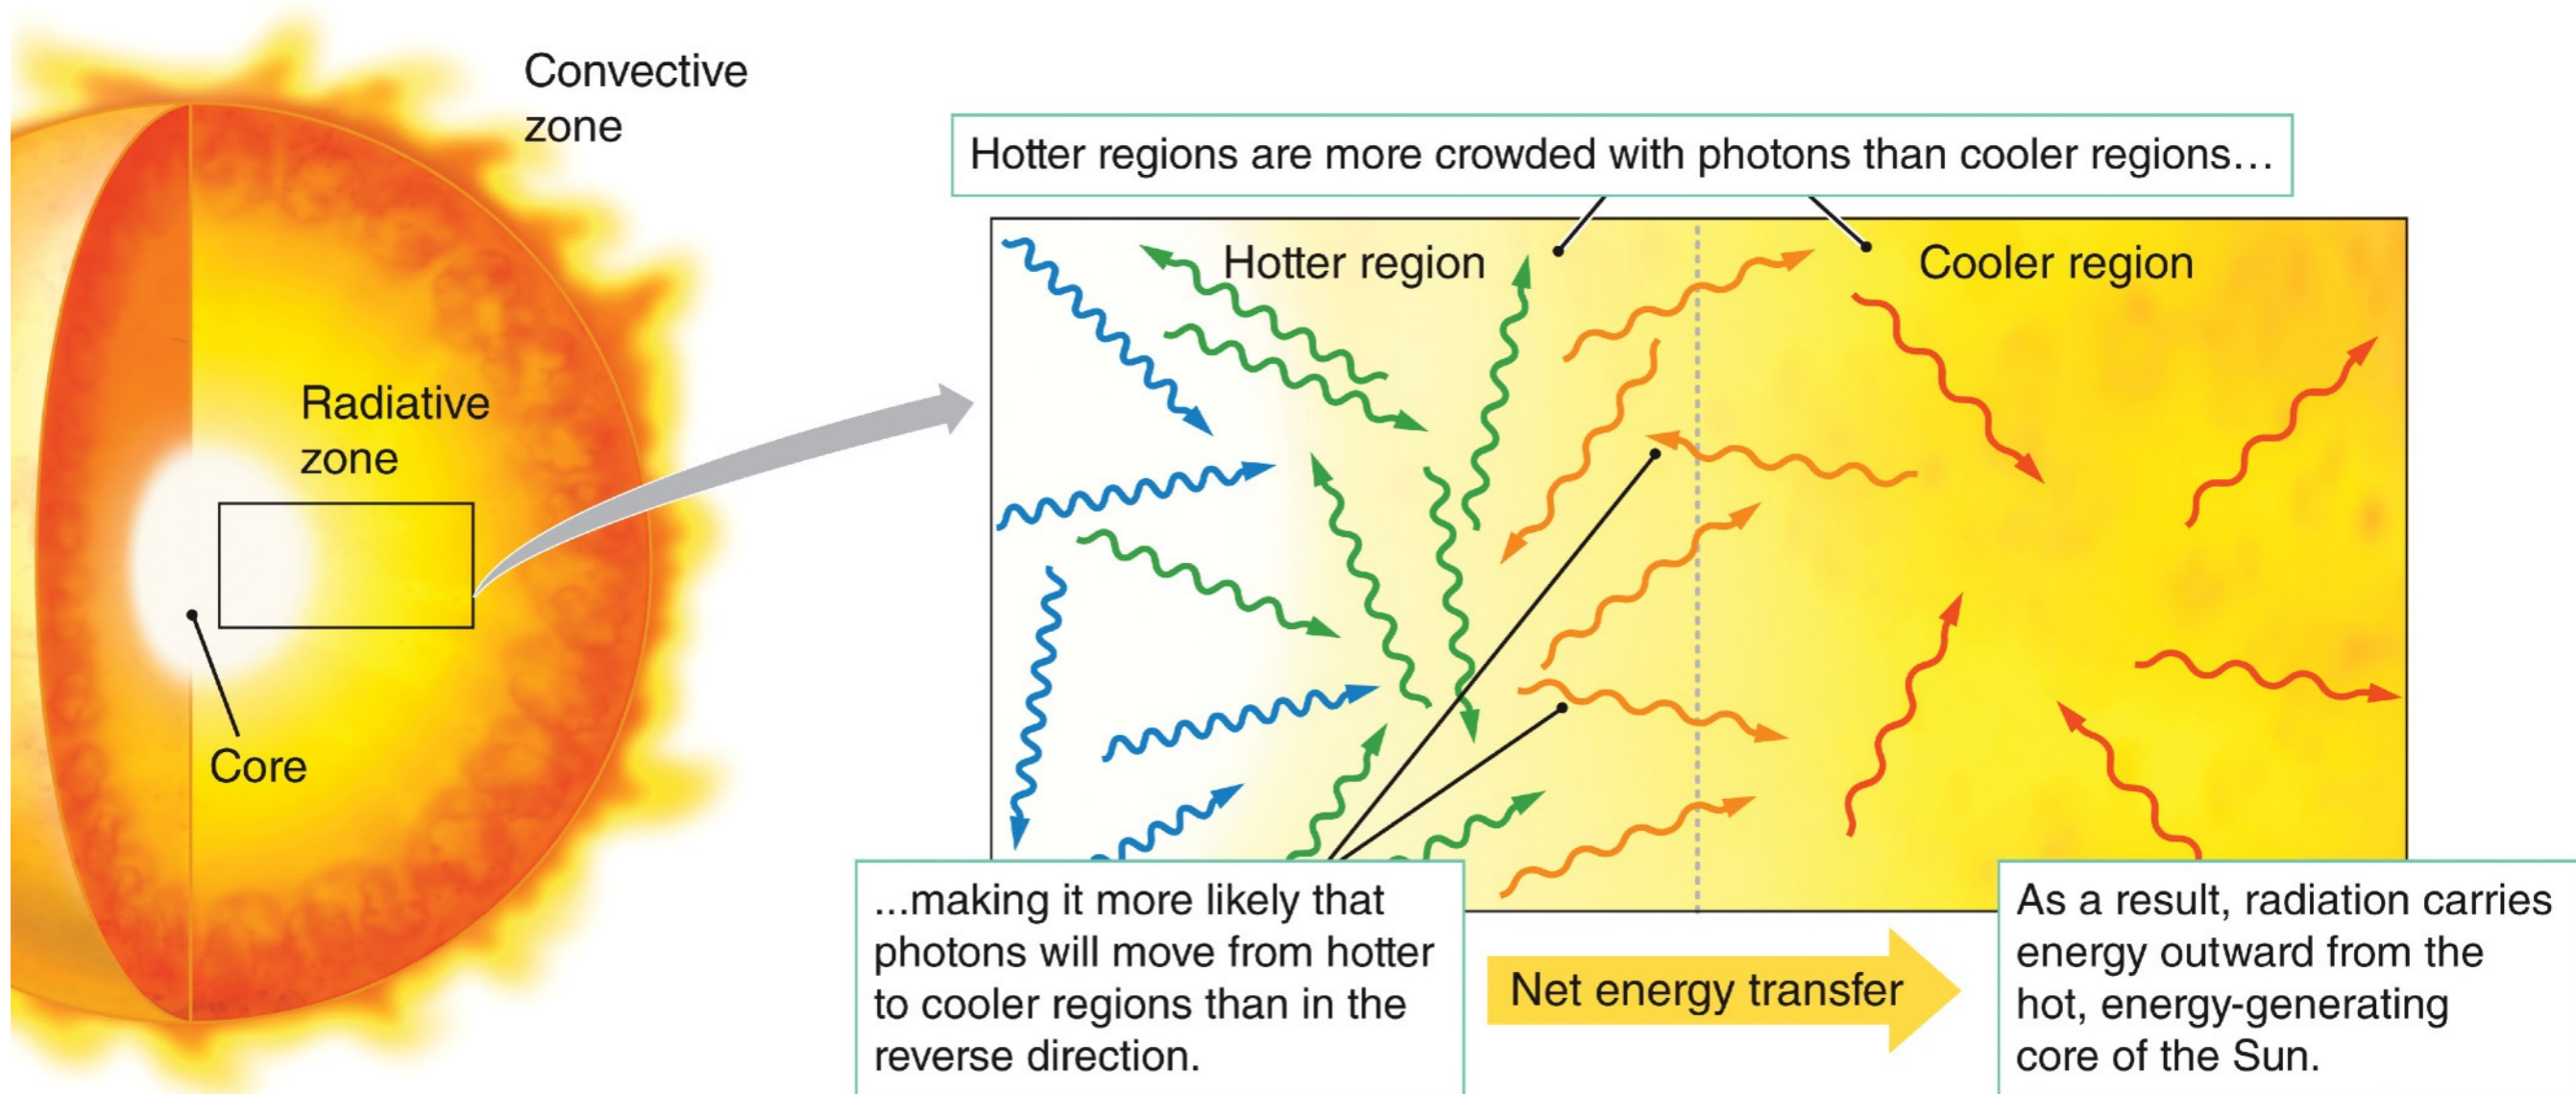 Convective
zone
Radiative
zone
Core
Hotter regions are more crowded with photons than cooler regions...
Hotter region
Cooler region
...making it more likely that
photons will move from hotter
to cooler regions than in the
reverse direction.
Net energy transfer
As a result, radiation carries
energy outward from the
hot, energy-generating
core of the Sun.